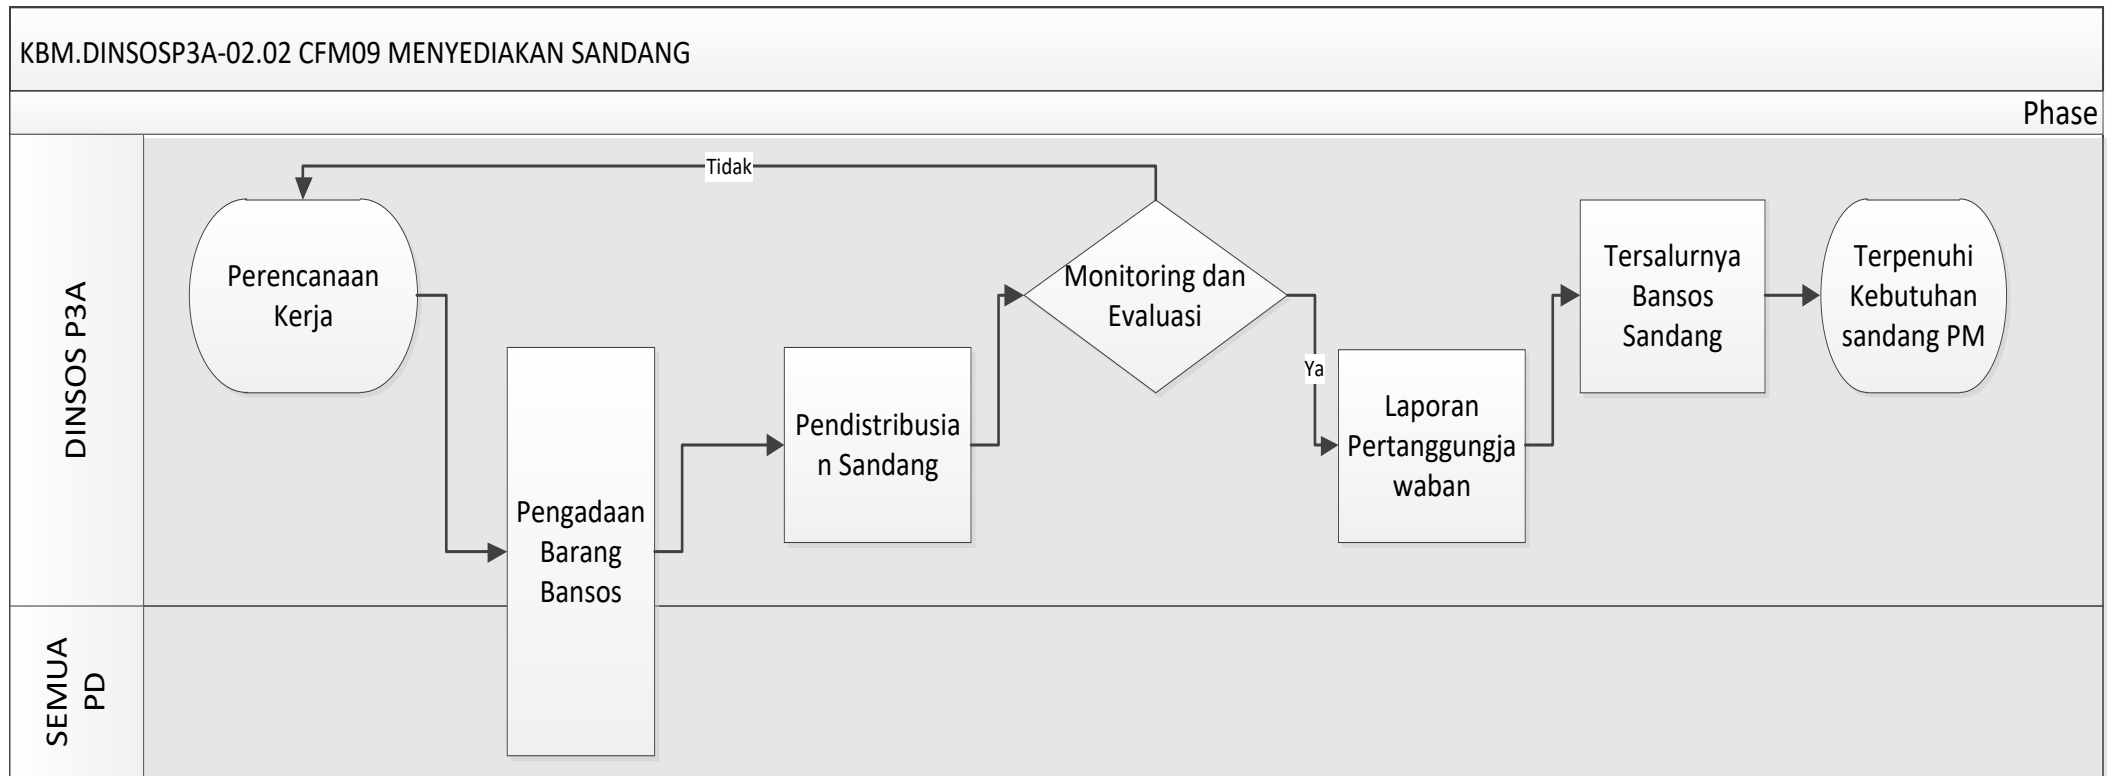 KBM.DINSOSP3A-02.02 CFM09 MENYEDIAKAN SANDANG
Phase
DINSOS P3A
Tidak
Perencanaan
Kerja
Pengadaan
Barang
Bansos
Pendistribusia
n Sandang
Monitoring dan
Evaluasi
Ya
Laporan
Pertanggungja
waban
Tersalurnya
Bansos
Sandang
Terpenuhi
Kebutuhan
sandang PM
SEMUA
PD